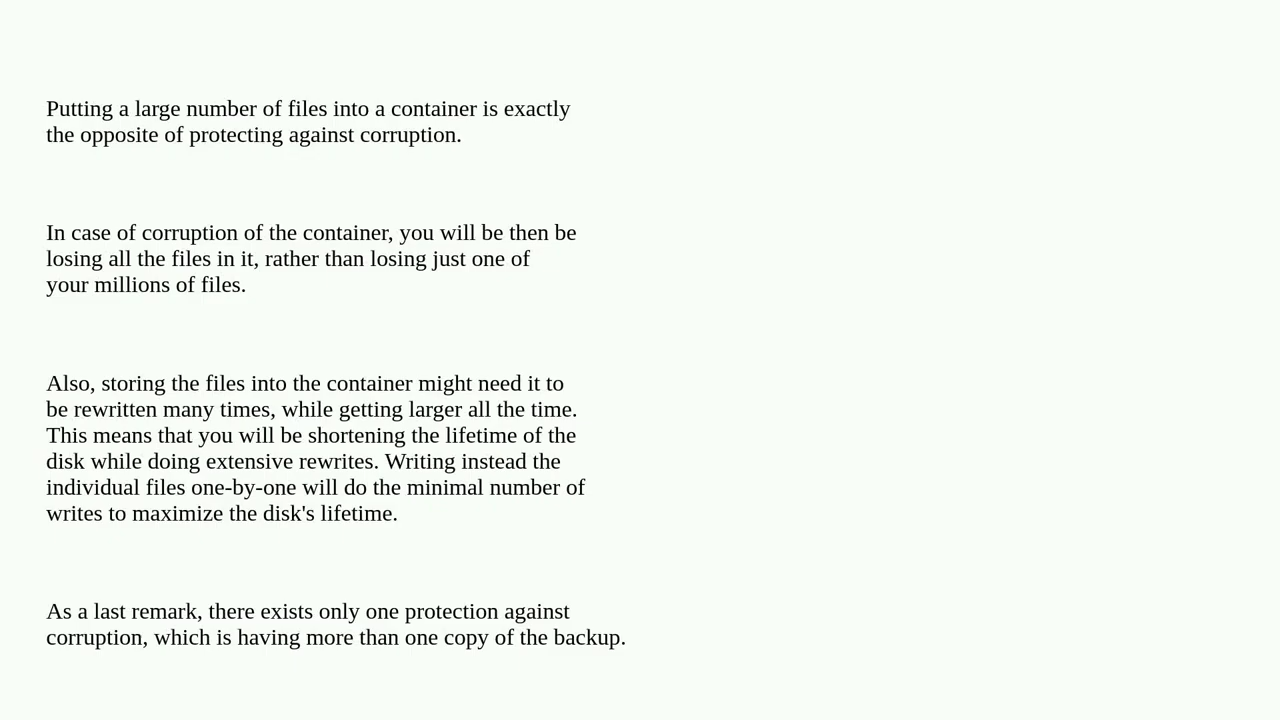 Putting a large number of files into a container is exactly
the opposite of protecting against corruption.
In case of corruption of the container, you will be then be
losing all the files in it, rather than losing just one of
your millions of files.
Also, storing the files into the container might need it to
be rewritten many times, while getting larger all the time.
This means that you will be shortening the lifetime of the
disk while doing extensive rewrites. Writing instead the
individual files one-by-one will do the minimal number of
writes to maximize the disk's lifetime.
As a last remark, there exists only one protection against
corruption, which is having more than one copy of the backup.